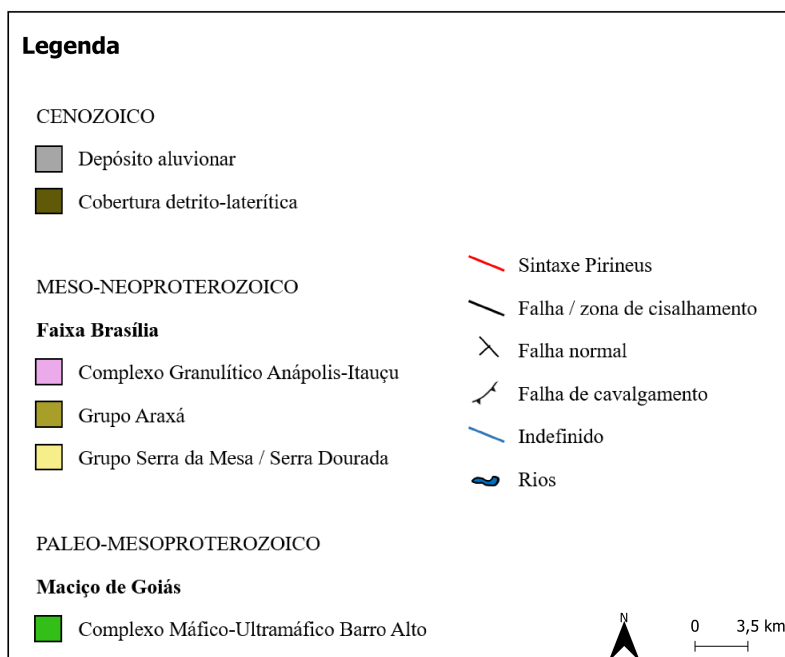 Legenda
CENOZOICO
Depósito aluvionar
Cobertura detrito-laterítica
MESO-NEOPROTEROZOICO
Faixa Brasília
Complexo Granulítico Anápolis-Itauçu
Grupo Araxá
Grupo Serra da Mesa / Serra Dourada
PALEO-MESOPROTEROZOICO
Maciço de Goiás
Complexo Máfico-Ultramáfico Barro Alto
Sintaxe Pirineus
Falha / zona de cisalhamento
Falha normal
Falha de cavalgamento
Indefinido
Rios
N
0 3,5 km